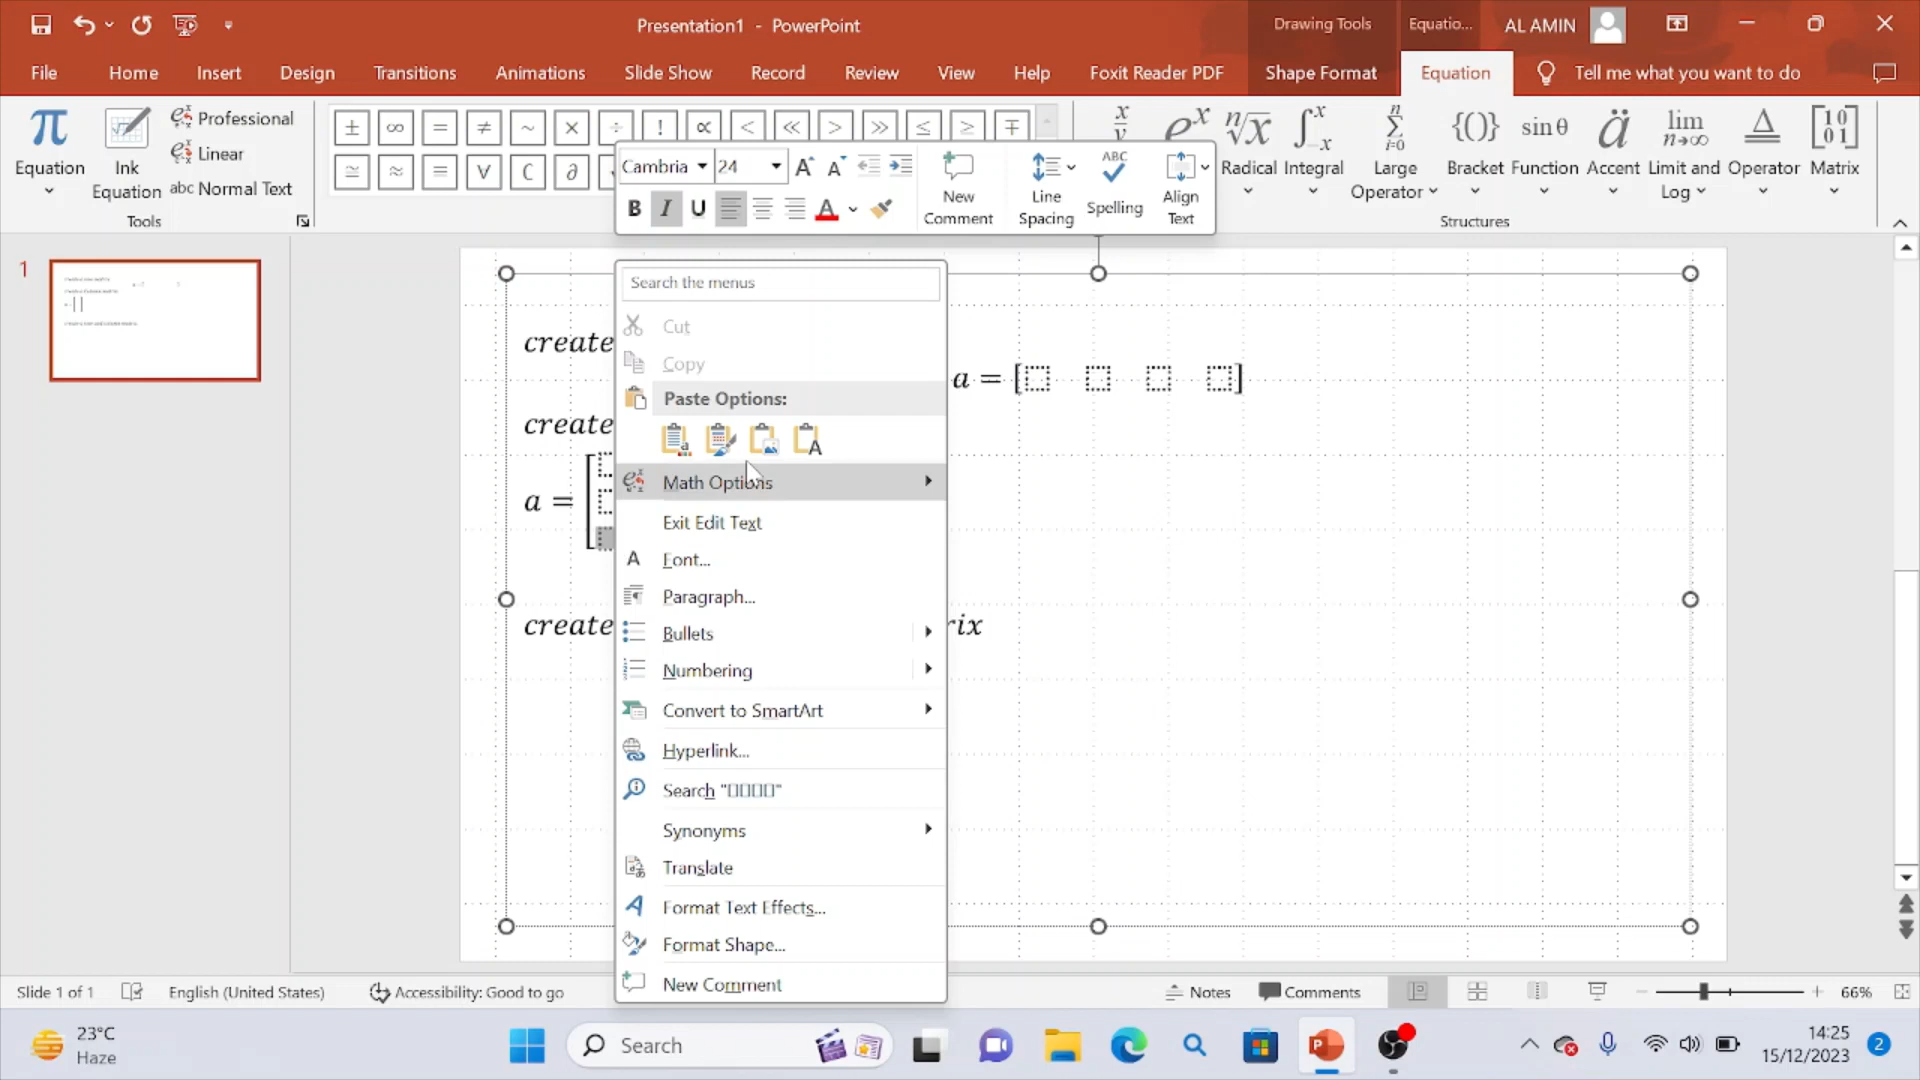 Presentation1 - PowerPoint
Drawing Tools
Equatio...
AL AMIN
File
Home
Insert
Design
Transitions
Animations
Slide Show
Record
Review
View
Help
Foxit Reader PDF
Shape Format
Equation
Tell me what you want to do
Equation
Ink Equation
Professional
Linear
abc Normal Text
Tools
± ∞ = ≠ ~ × ÷ ! ∝ < ≪ > ≫ ≤ ≥ ∓
≅ ≈ ≡ ∀ C ∂
Radical
Integral
Large Operator
{()} Bracket
sinθ Function
ä Accent
lim n→∞ Limit and Log
Operator
Matrix
Structures
Cambria
24
B I U A
New Comment
Line Spacing
ABC Spelling
Align Text
1
Search the menus
Cut
Copy
Paste Options:
Math Options
Exit Edit Text
Font...
Paragraph...
Bullets
Numbering
Convert to SmartArt
Hyperlink...
Search "▯▯▯▯"
Synonyms
Translate
Format Text Effects...
Format Shape...
New Comment
create
a = [ ]
create
a = [
create
rix
Slide 1 of 1
English (United States)
Accessibility: Good to go
Notes
Comments
66%
23°C
Haze
Search
14:25
15/12/2023
2